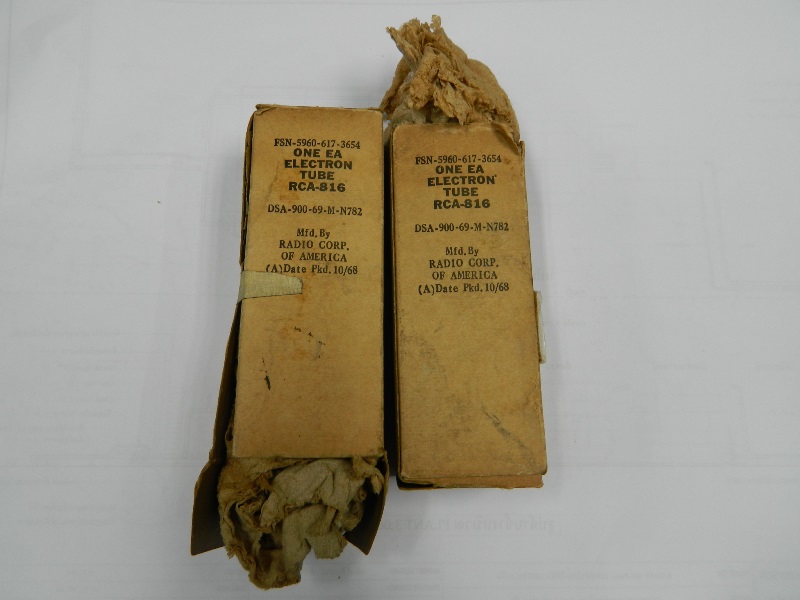 FSN-5960-617-3654
ONE EA
ELECTRON
TUBE
RCA-816
DSA-900-69-M-N782
Mfd. By
RADIO CORP.
OF AMERICA
(A)Date Pkd. 10/68
FSN-5960-617-3654
ONE EA
ELECTRON
TUBE
RCA-816
DSA-900-69-M-N782
Mfd. By
RADIO CORP.
OF AMERICA
(A)Date Pkd. 10/68